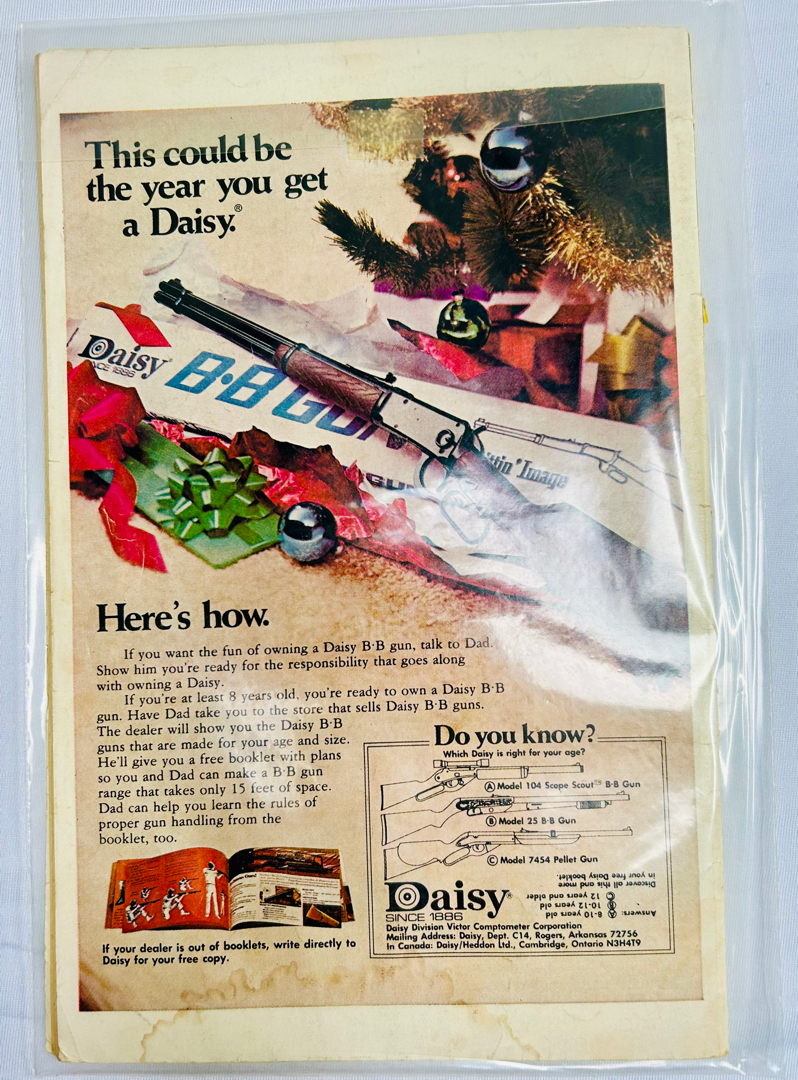 This could be
the year you get
a Daisy.®
Daisy
SINCE 1886
B·B GUN
GU
ittin' Image
Here's how.
If you want the fun of owning a Daisy B·B gun, talk to Dad.
Show him you're ready for the responsibility that goes along
with owning a Daisy.
If you're at least 8 years old, you're ready to own a Daisy B·B
gun. Have Dad take you to the store that sells Daisy B·B guns.
The dealer will show you the Daisy B·B
guns that are made for your age and size.
He'll give you a free booklet with plans
so you and Dad can make a B·B gun
range that takes only 15 feet of space.
Dad can help you learn the rules of
proper gun handling from the
booklet, too.
If your dealer is out of booklets, write directly to
Daisy for your free copy.
Do you know?
Which Daisy is right for your age?
Ⓐ Model 104 Scope Scout™ B·B Gun
Ⓑ Model 25 B·B Gun
Ⓒ Model 7454 Pellet Gun
Answers: Ⓐ 8-10 years old
Ⓑ 10-12 years old
Ⓒ 12 years and older
Discover all this and more
in your free Daisy booklet.
Daisy®
SINCE 1886
Daisy Division Victor Comptometer Corporation
Mailing Address: Daisy, Dept. C14, Rogers, Arkansas 72756
In Canada: Daisy/Heddon Ltd., Cambridge, Ontario N3H4T9